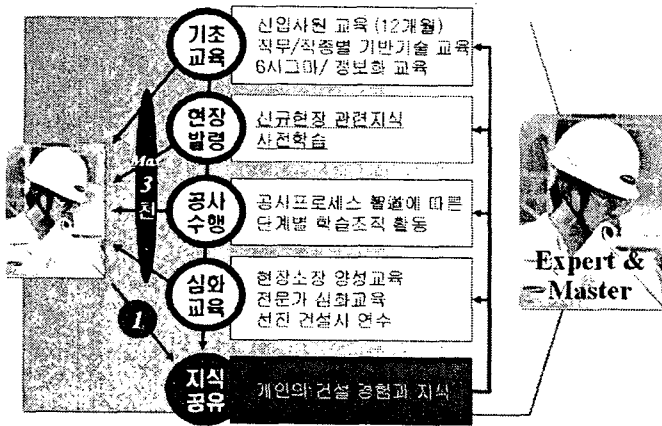 기초
교육
신입사원 교육 (12개월)
직무/직종별 기반기술 교육
6시그마/ 정보화 교육
현장
발령
신규현장 관련지식
사전학습
Max
3
천
공사
수행
공사프로세스 맵핑에 따른
단계별 학습조직 활동
심화
교육
현장소장 양성교육
전문가 심화교육
선진 건설사 연수
Expert &
Master
1
지식
공유
개인의 건설 경험과 지식